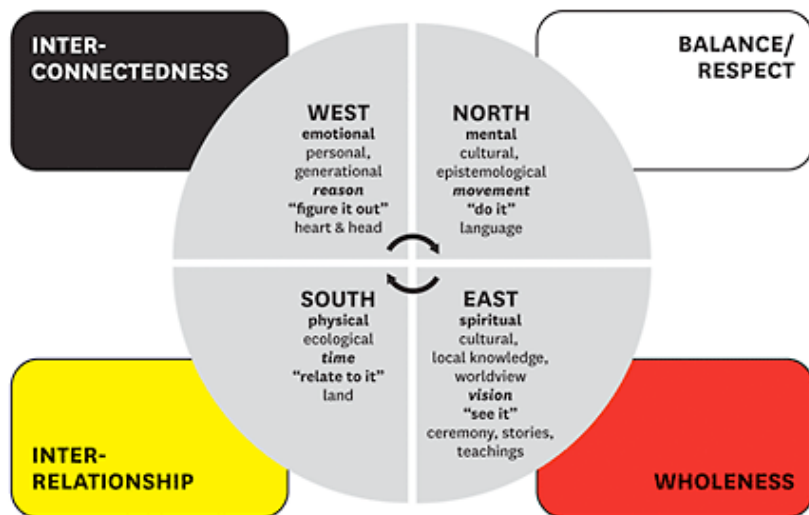 INTER-
CONNECTEDNESS
BALANCE/
RESPECT
WEST
emotional
personal,
generational
reason
“figure it out”
heart & head
NORTH
mental
cultural,
epistemological
movement
“do it”
language
SOUTH
physical
ecological
time
“relate to it”
land
EAST
spiritual
cultural,
local knowledge,
worldview
vision
“see it”
ceremony, stories,
teachings
INTER-
RELATIONSHIP
WHOLENESS